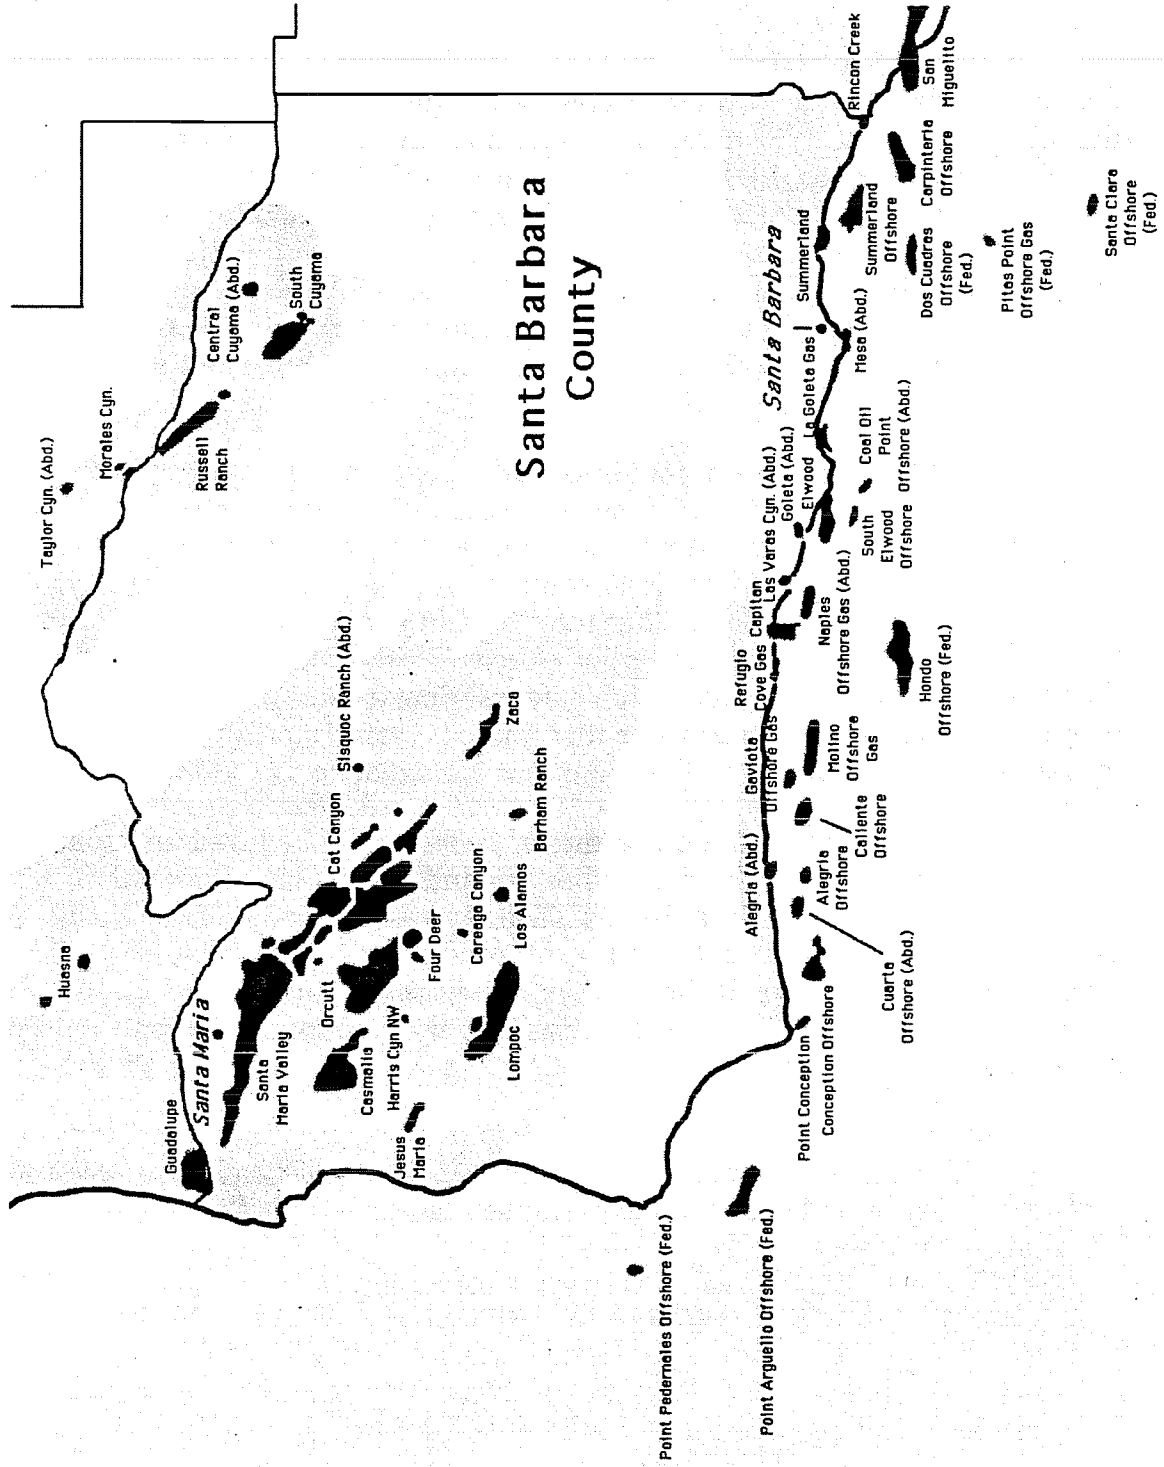 Taylor Cyn. (Abd.)
Morales Cyn.
Russell
Ranch
Central
Cuyama (Abd.)
South
Cuyama
Huasna
Guadalupe
Santa Maria
Santa
Maria Valley
Orcutt
Casmalia
Harris Cyn NW
Jesus
Maria
Cat Canyon
Sisquoc Ranch (Abd.)
Four Deer
Careaga Canyon
Los Alamos
Lompoc
Zaca
Barham Ranch
Santa Barbara
County
Point Pedernales Offshore (Fed.)
Point Arguello Offshore (Fed.)
Point Conception
Conception Offshore
Cuarta
Offshore (Abd.)
Alegria (Abd.)
Alegria
Offshore
Caliente
Offshore
Gaviota
Offshore Gas
Molino
Offshore
Gas
Refugio
Cove Gas
Capitan
Hondo
Offshore (Fed.)
Naples
Offshore Gas (Abd.)
Las Varas Cyn. (Abd.)
Goleta (Abd.)
Elwood
South
Elwood
Offshore
Coal Oil
Point
Offshore (Abd.)
La Goleta Gas
Santa Barbara
Mesa (Abd.)
Summerland
Summerland
Offshore
Dos Cuadras
Offshore
(Fed.)
Pitas Point
Offshore Gas
(Fed.)
Carpinteria
Offshore
Santa Clara
Offshore
(Fed.)
Rincon Creek
San
Miguelito